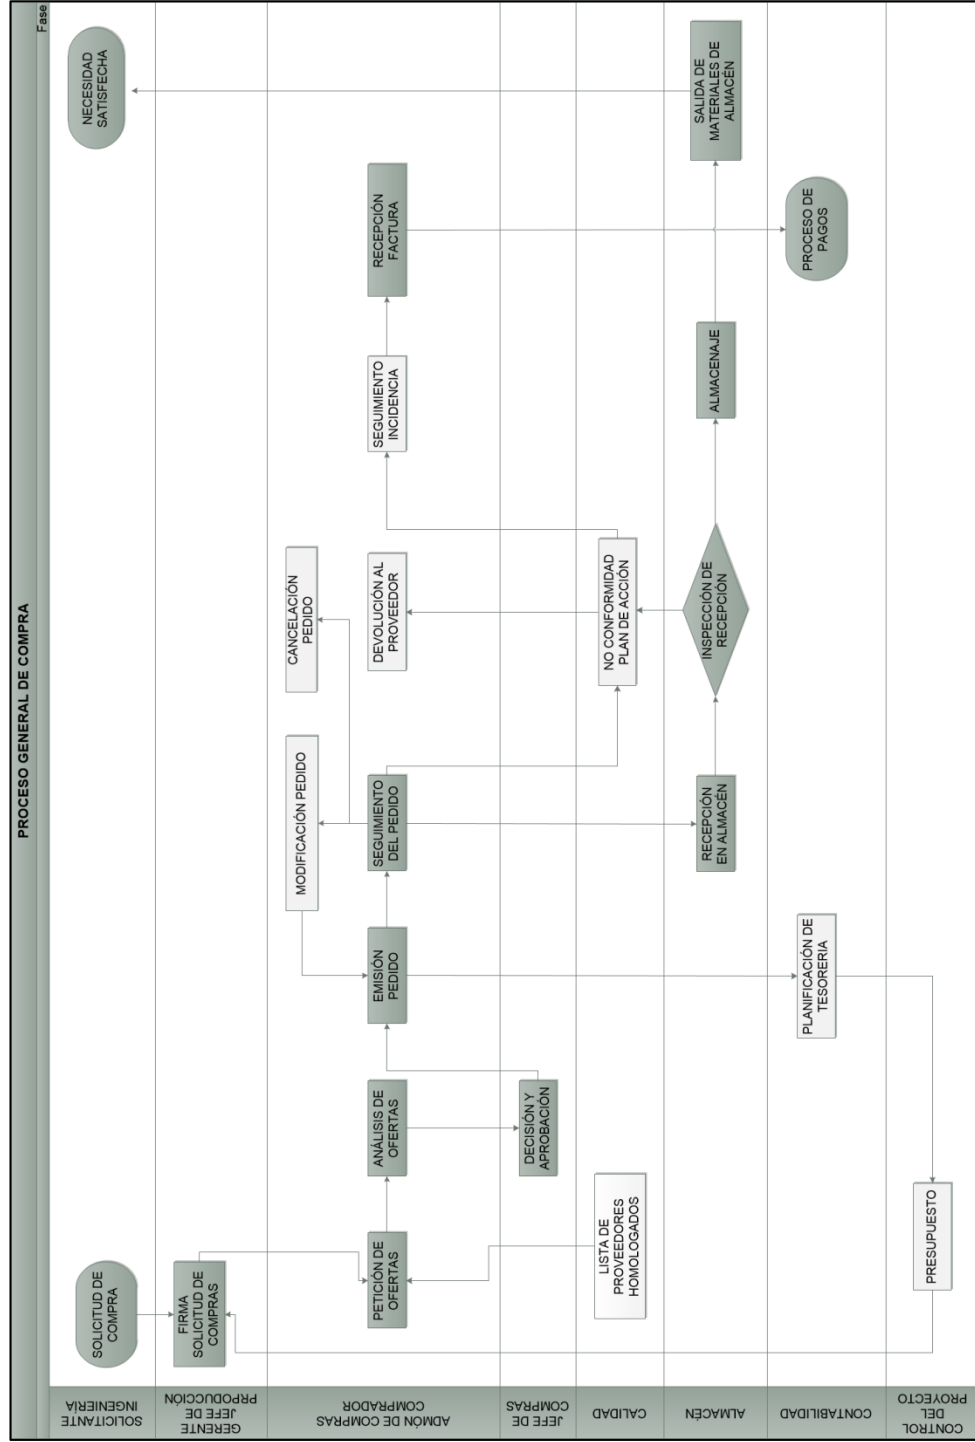 PROCESO GENERAL DE COMPRA
Fase
SOLICITANTE
INGENIERÍA
SOLICITUD DE
COMPRA
NECESIDAD
SATISFECHA
GERENTE
JEFE DE
PRPODUCCIÓN
FIRMA
SOLICITUD DE
COMPRAS
ADMÓN DE COMPRAS
COMPRADOR
PETICIÓN DE
OFERTAS
ANÁLISIS DE
OFERTAS
EMISIÓN
PEDIDO
MODIFICACIÓN PEDIDO
SEGUIMIENTO
DEL PEDIDO
CANCELACIÓN
PEDIDO
DEVOLUCIÓN AL
PROVEEDOR
SEGUIMIENTO
INCIDENCIA
RECEPCIÓN
FACTURA
JEFE DE
COMPRAS
DECISIÓN Y
APROBACIÓN
CALIDAD
LISTA DE
PROVEEDORES
HOMOLOGADOS
NO CONFORMIDAD
PLAN DE ACCIÓN
ALMACÉN
RECEPCIÓN
EN ALMACÉN
INSPECCIÓN DE
RECEPCIÓN
ALMACENAJE
SALIDA DE
MATERIALES DE
ALMACÉN
CONTABILIDAD
PLANIFICACIÓN DE
TESORERIA
PROCESO DE
PAGOS
CONTROL
DEL
PROYECTO
PRESUPUESTO